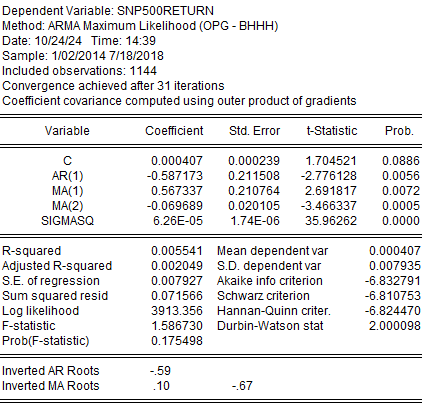 Dependent Variable: SNP500RETURN
Method: ARMA Maximum Likelihood (OPG - BHHH)
Date: 10/24/24 Time: 14:39
Sample: 1/02/2014 7/18/2018
Included observations: 1144
Convergence achieved after 31 iterations
Coefficient covariance computed using outer product of gradients
Variable Coefficient Std. Error t-Statistic Prob.
C 0.000407 0.000239 1.704521 0.0886
AR(1) -0.587173 0.211508 -2.776128 0.0056
MA(1) 0.567337 0.210764 2.691817 0.0072
MA(2) -0.069689 0.020105 -3.466337 0.0005
SIGMASQ 6.26E-05 1.74E-06 35.96262 0.0000
R-squared 0.005541 Mean dependent var 0.000407
Adjusted R-squared 0.002049 S.D. dependent var 0.007935
S.E. of regression 0.007927 Akaike info criterion -6.832791
Sum squared resid 0.071566 Schwarz criterion -6.810753
Log likelihood 3913.356 Hannan-Quinn criter. -6.824470
F-statistic 1.586730 Durbin-Watson stat 2.000098
Prob(F-statistic) 0.175498
Inverted AR Roots -.59
Inverted MA Roots .10 -.67